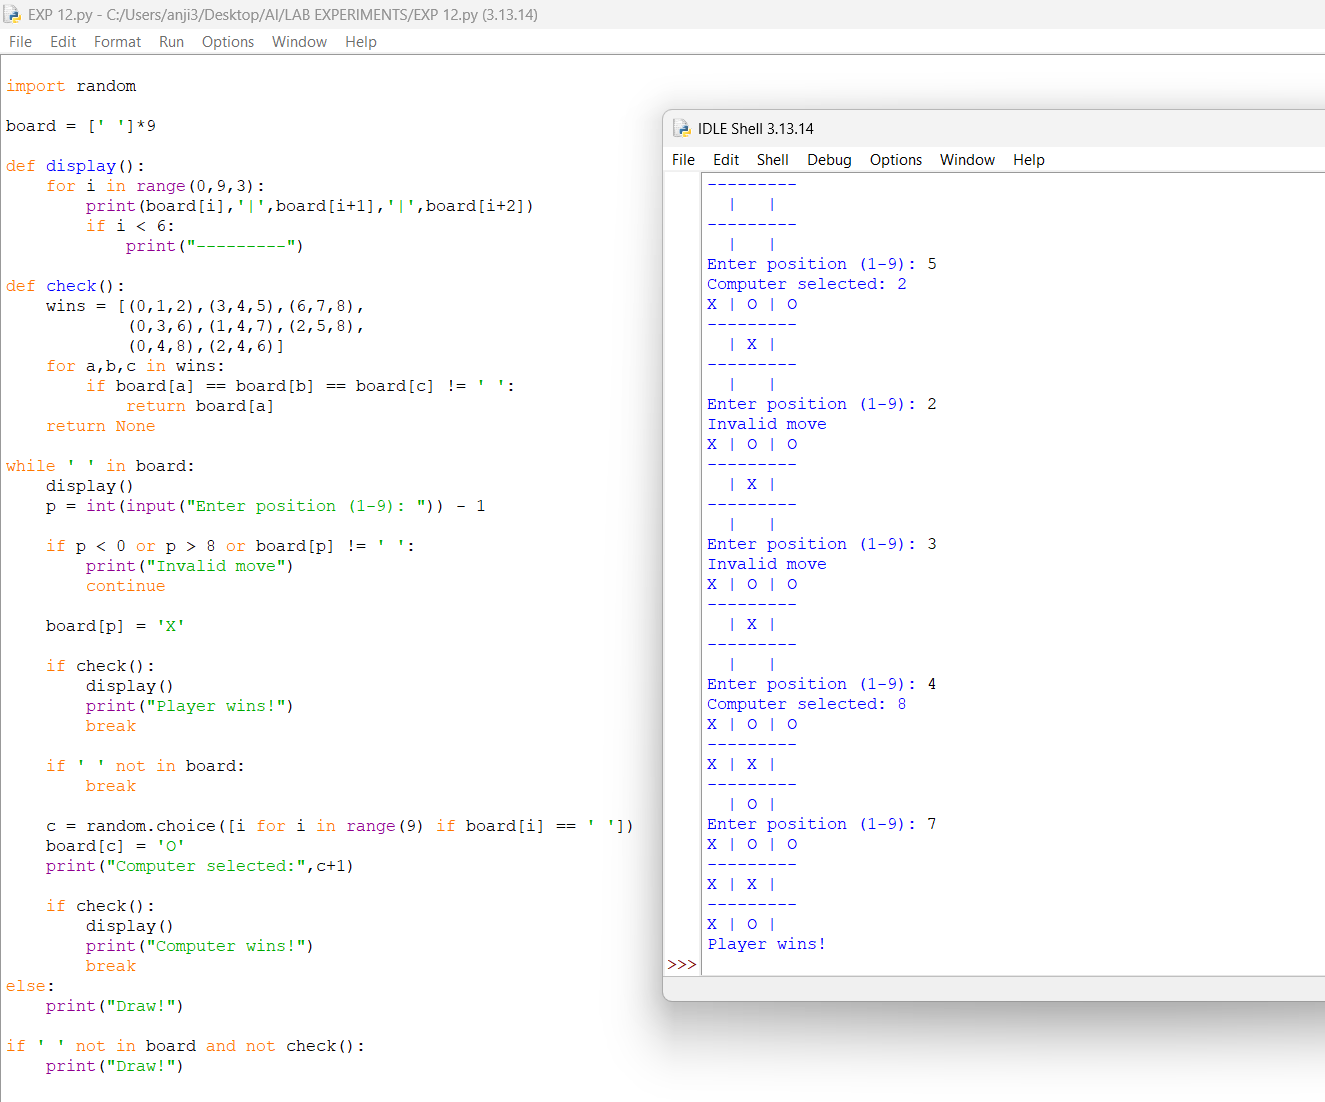 EXP 12.py - C:/Users/anji3/Desktop/AI/LAB EXPERIMENTS/EXP 12.py (3.13.14)
File Edit Format Run Options Window Help
import random

board = [' ']*9

def display():
    for i in range(0,9,3):
        print(board[i],'|',board[i+1],'|',board[i+2])
        if i < 6:
            print("---------")

def check():
    wins = [(0,1,2),(3,4,5),(6,7,8),
            (0,3,6),(1,4,7),(2,5,8),
            (0,4,8),(2,4,6)]
    for a,b,c in wins:
        if board[a] == board[b] == board[c] != ' ':
            return board[a]
    return None

while ' ' in board:
    display()
    p = int(input("Enter position (1-9): ")) - 1

    if p < 0 or p > 8 or board[p] != ' ':
        print("Invalid move")
        continue

    board[p] = 'X'

    if check():
        display()
        print("Player wins!")
        break

    if ' ' not in board:
        break

    c = random.choice([i for i in range(9) if board[i] == ' '])
    board[c] = 'O'
    print("Computer selected:",c+1)

    if check():
        display()
        print("Computer wins!")
        break
else:
    print("Draw!")

if ' ' not in board and not check():
    print("Draw!")

IDLE Shell 3.13.14
File Edit Shell Debug Options Window Help
---------
  |   |
---------
  |   |
Enter position (1-9): 5
Computer selected: 2
X | O | O
---------
  | X |
---------
  |   |
Enter position (1-9): 2
Invalid move
X | O | O
---------
  | X |
---------
  |   |
Enter position (1-9): 3
Invalid move
X | O | O
---------
  | X |
---------
  |   |
Enter position (1-9): 4
Computer selected: 8
X | O | O
---------
X | X |
---------
  | O |
Enter position (1-9): 7
X | O | O
---------
X | X |
---------
X | O |
Player wins!
>>>